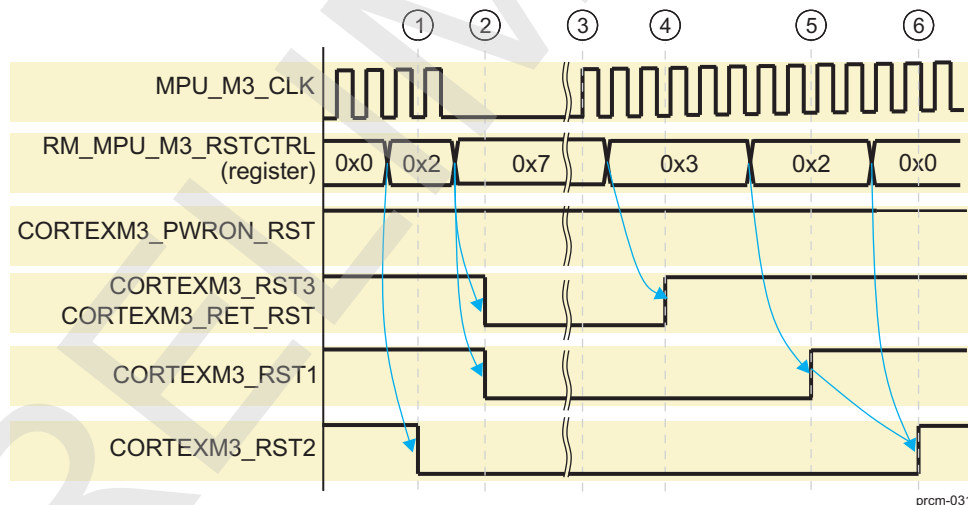 1 2 3 4 5 6
MPU_M3_CLK
RM_MPU_M3_RSTCTRL
(register)
0x0 0x2 0x7 0x3 0x2 0x0
CORTEXM3_PWRON_RST
CORTEXM3_RST3
CORTEXM3_RET_RST
CORTEXM3_RST1
CORTEXM3_RST2
prcm-031